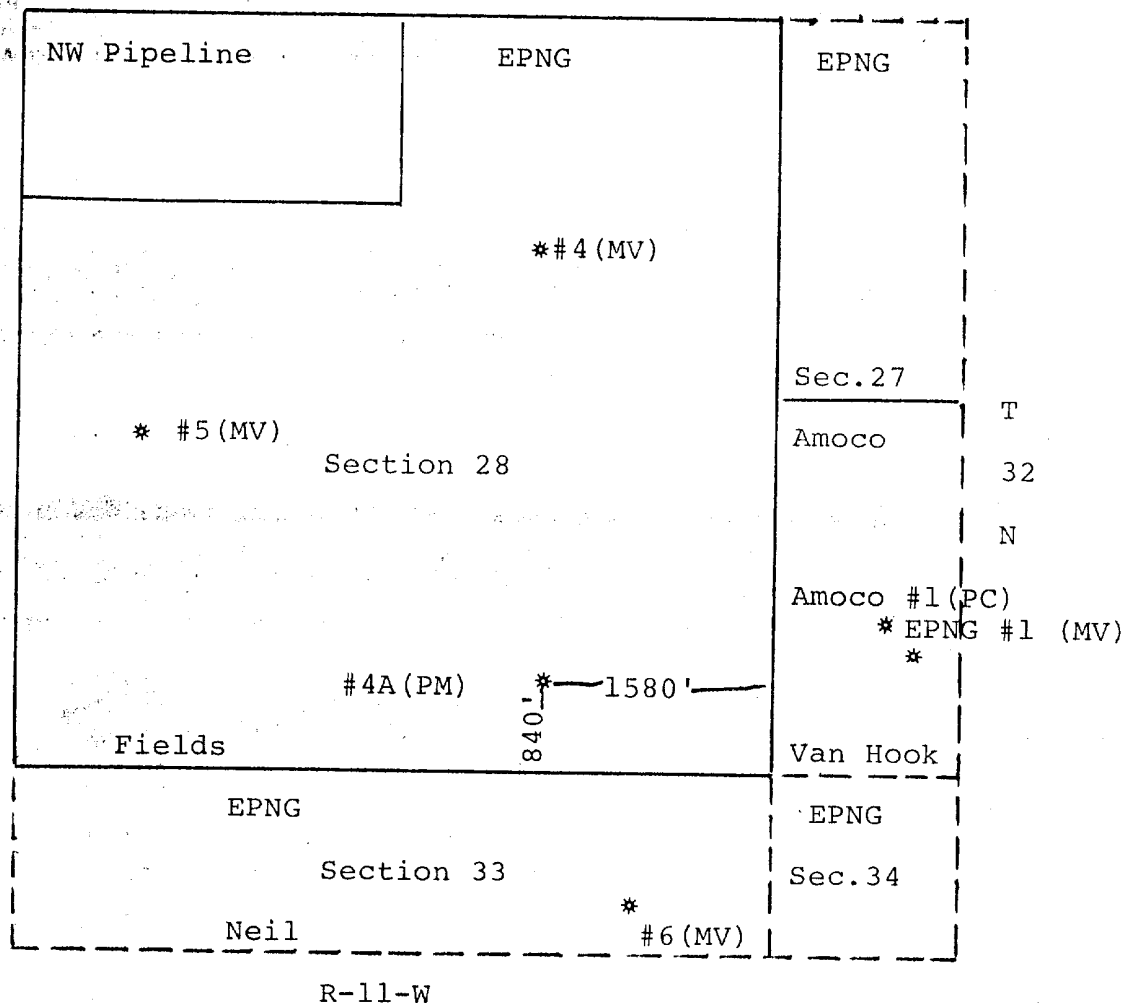 NW Pipeline
EPNG
EPNG
#4(MV)
Sec.27
T
32
N
#5(MV)
Section 28
Amoco
Amoco #1(PC)
EPNG #1 (MV)
#4A(PM)
1580'
840'
Fields
Van Hook
EPNG
EPNG
Section 33
Sec.34
Neil
#6(MV)
R-11-W